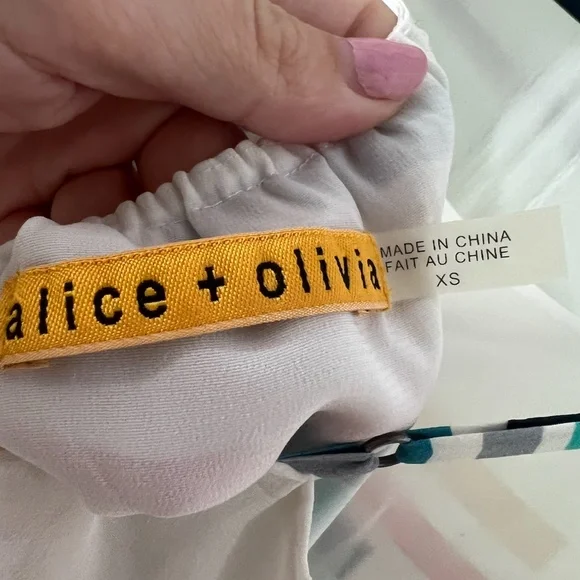 alice + olivia
MADE IN CHINA
FAIT AU CHINE
XS